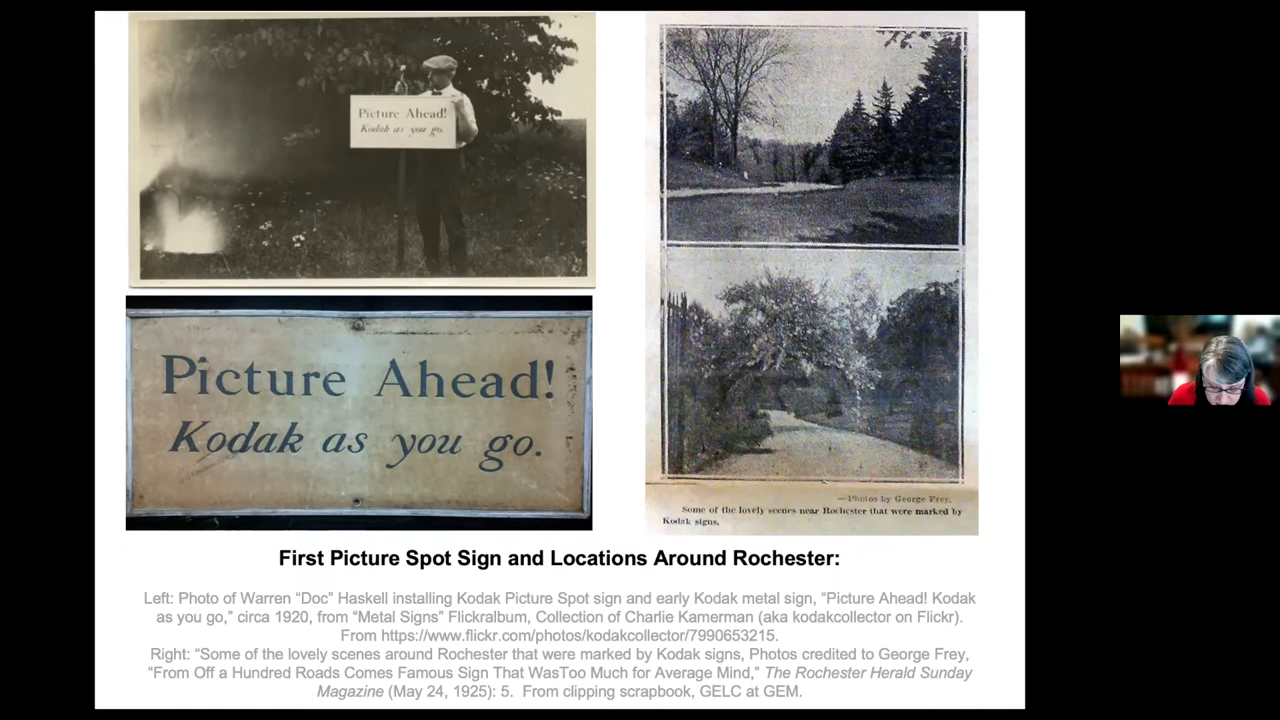 Picture Ahead!
Kodak as you go.
Picture Ahead!
Kodak as you go.
—Photos by George Frey.
Some of the lovely scenes near Rochester that were marked by
Kodak signs.
First Picture Spot Sign and Locations Around Rochester:
Left: Photo of Warren “Doc” Haskell installing Kodak Picture Spot sign and early Kodak metal sign, “Picture Ahead! Kodak
as you go,” circa 1920, from “Metal Signs” Flickralbum, Collection of Charlie Kamerman (aka kodakcollector on Flickr).
From https://www.flickr.com/photos/kodakcollector/7990653215.
Right: “Some of the lovely scenes around Rochester that were marked by Kodak signs, Photos credited to George Frey,
“From Off a Hundred Roads Comes Famous Sign That WasToo Much for Average Mind,” The Rochester Herald Sunday
Magazine (May 24, 1925): 5.  From clipping scrapbook, GELC at GEM.